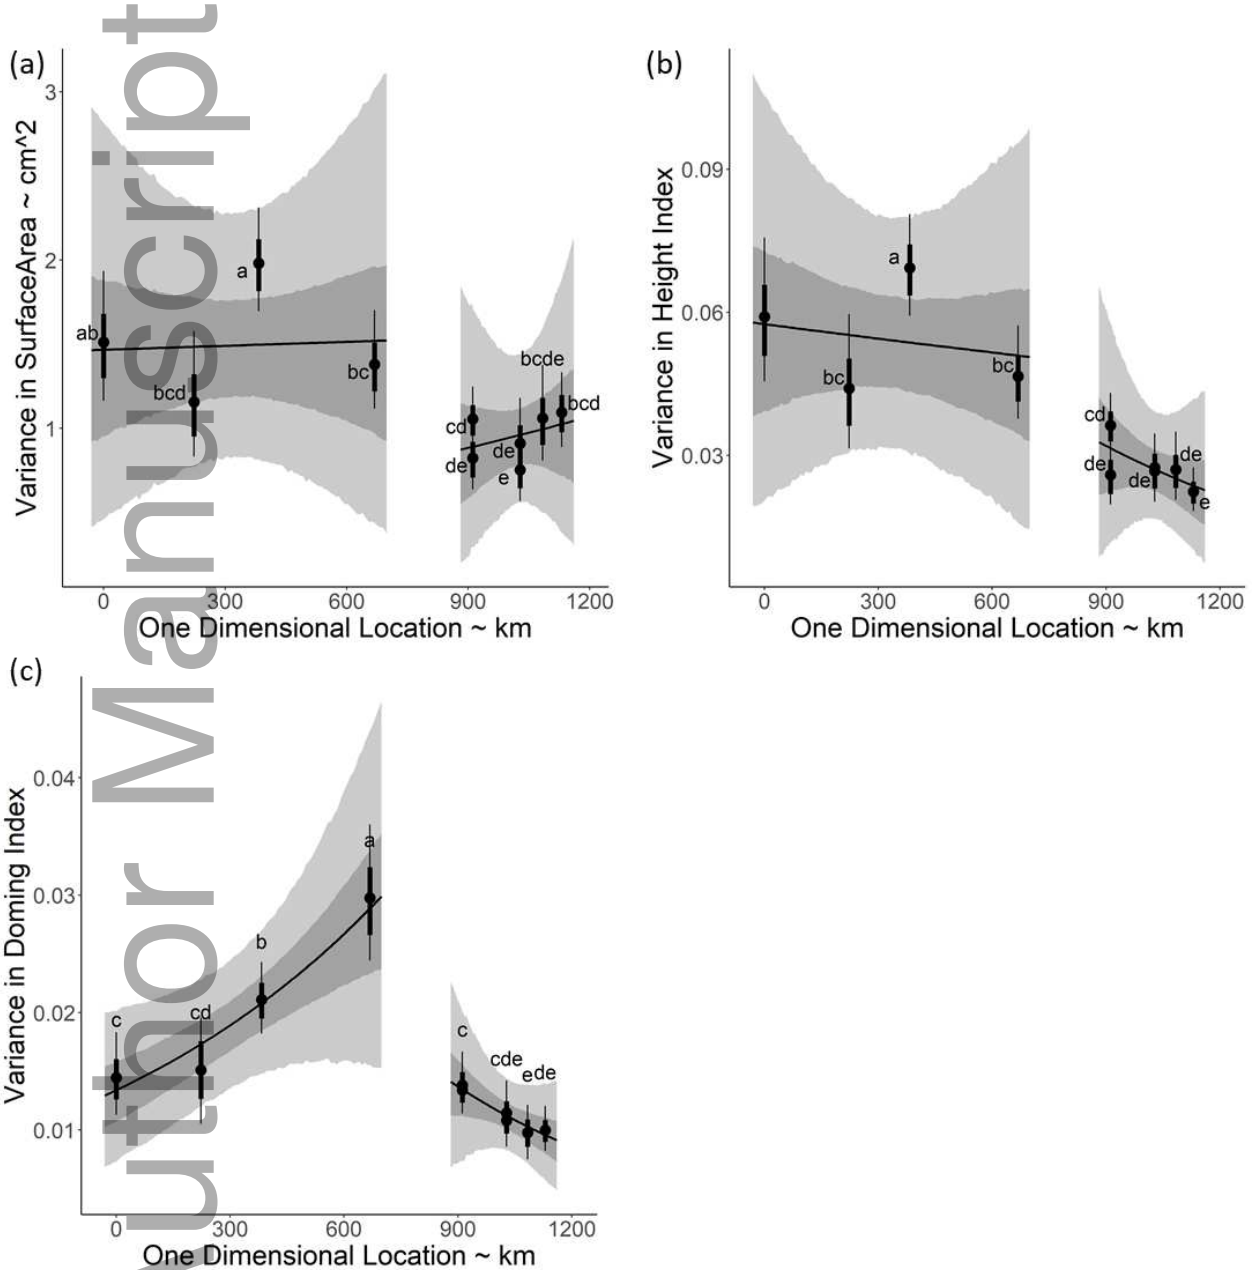 (a)
Variance in SurfaceArea ~ cm^2
3
2
1
ab
bcd
a
bc
cd
de
de
e
bcde
bcd
0 300 600 900 1200
One Dimensional Location ~ km
(b)
Variance in Height Index
0.09
0.06
0.03
bc
a
bc
cd
de
de
de
e
0 300 600 900 1200
One Dimensional Location ~ km
(c)
Variance in Doming Index
0.04
0.03
0.02
0.01
c
cd
b
a
c
cde
e
de
0 300 600 900 1200
One Dimensional Location ~ km
Author Manuscript